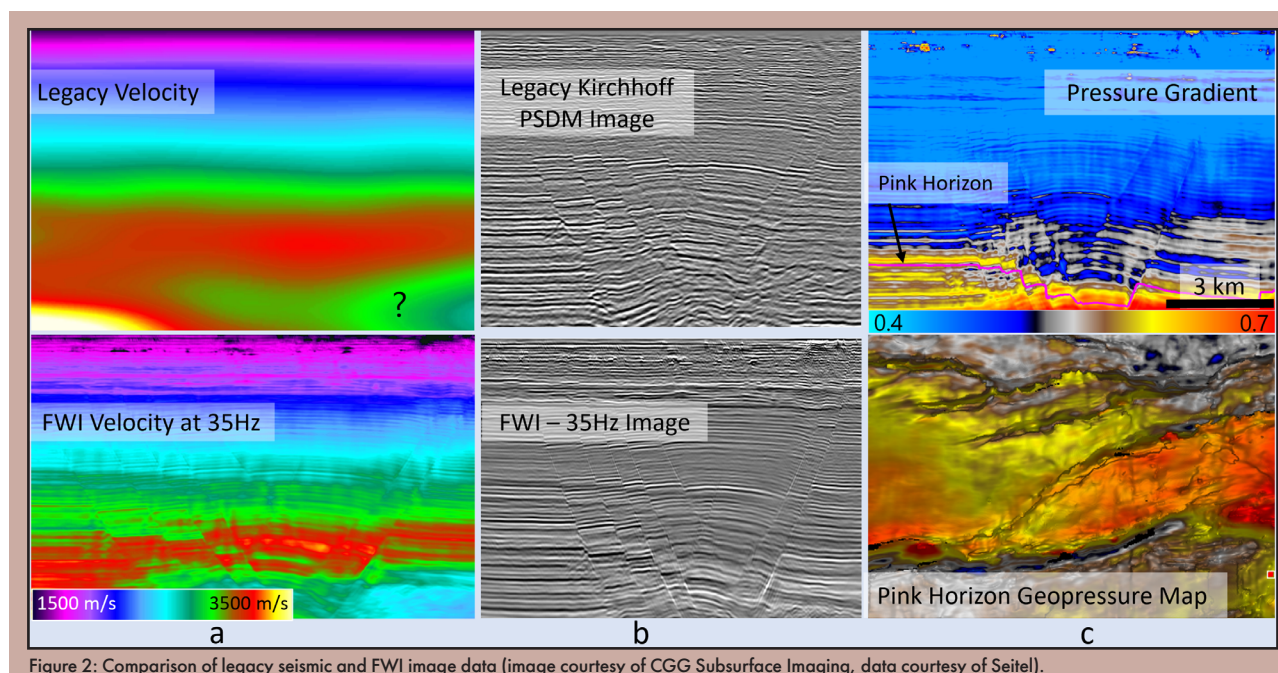 Legacy Velocity
?
FWI Velocity at 35Hz
1500 m/s
3500 m/s
a
Legacy Kirchhoff
PSDM Image
FWI – 35Hz Image
b
Pressure Gradient
Pink Horizon
3 km
0.4
0.7
Pink Horizon Geopressure Map
c
Figure 2: Comparison of legacy seismic and FWI image data (image courtesy of CGG Subsurface Imaging, data courtesy of Seitel).